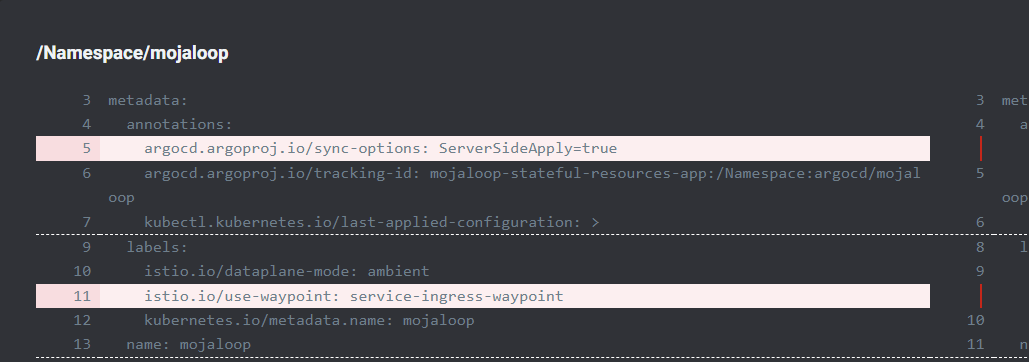 /Namespace/mojaloop
3 metadata: 3 met
4 annotations: 4 a
5 argocd.argoproj.io/sync-options: ServerSideApply=true
6 argocd.argoproj.io/tracking-id: mojaloop-stateful-resources-app:/Namespace:argocd/mojal 5
oop oop
7 kubectl.kubernetes.io/last-applied-configuration: > 6
9 labels: 8 l
10 istio.io/dataplane-mode: ambient 9
11 istio.io/use-waypoint: service-ingress-waypoint
12 kubernetes.io/metadata.name: mojaloop 10
13 name: mojaloop 11 n